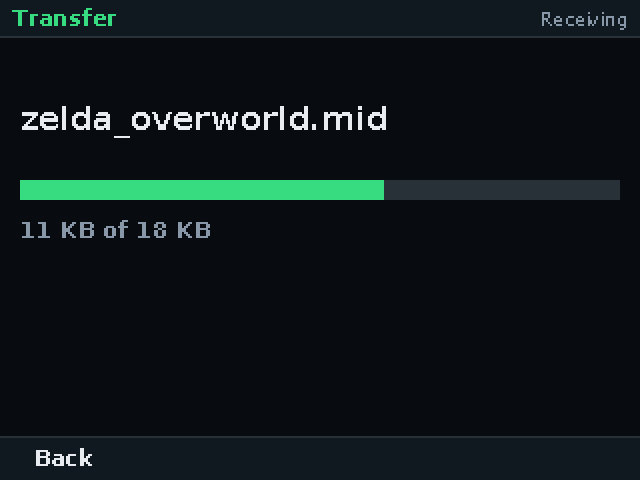 Transfer
Receiving
zelda_overworld.mid
11 KB of 18 KB
Back